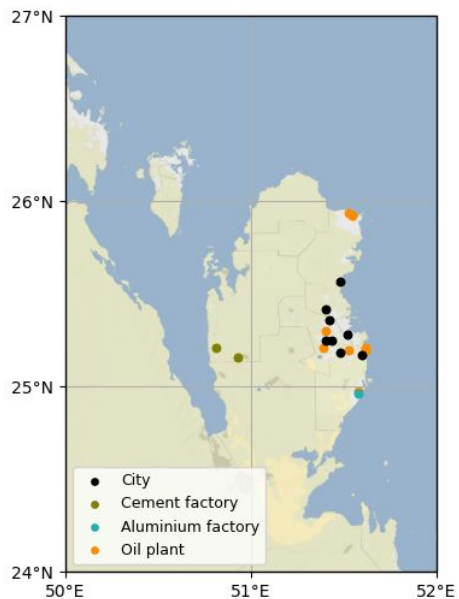 27°N
26°N
25°N
24°N
City
Cement factory
Aluminium factory
Oil plant
50°E 51°E 52°E